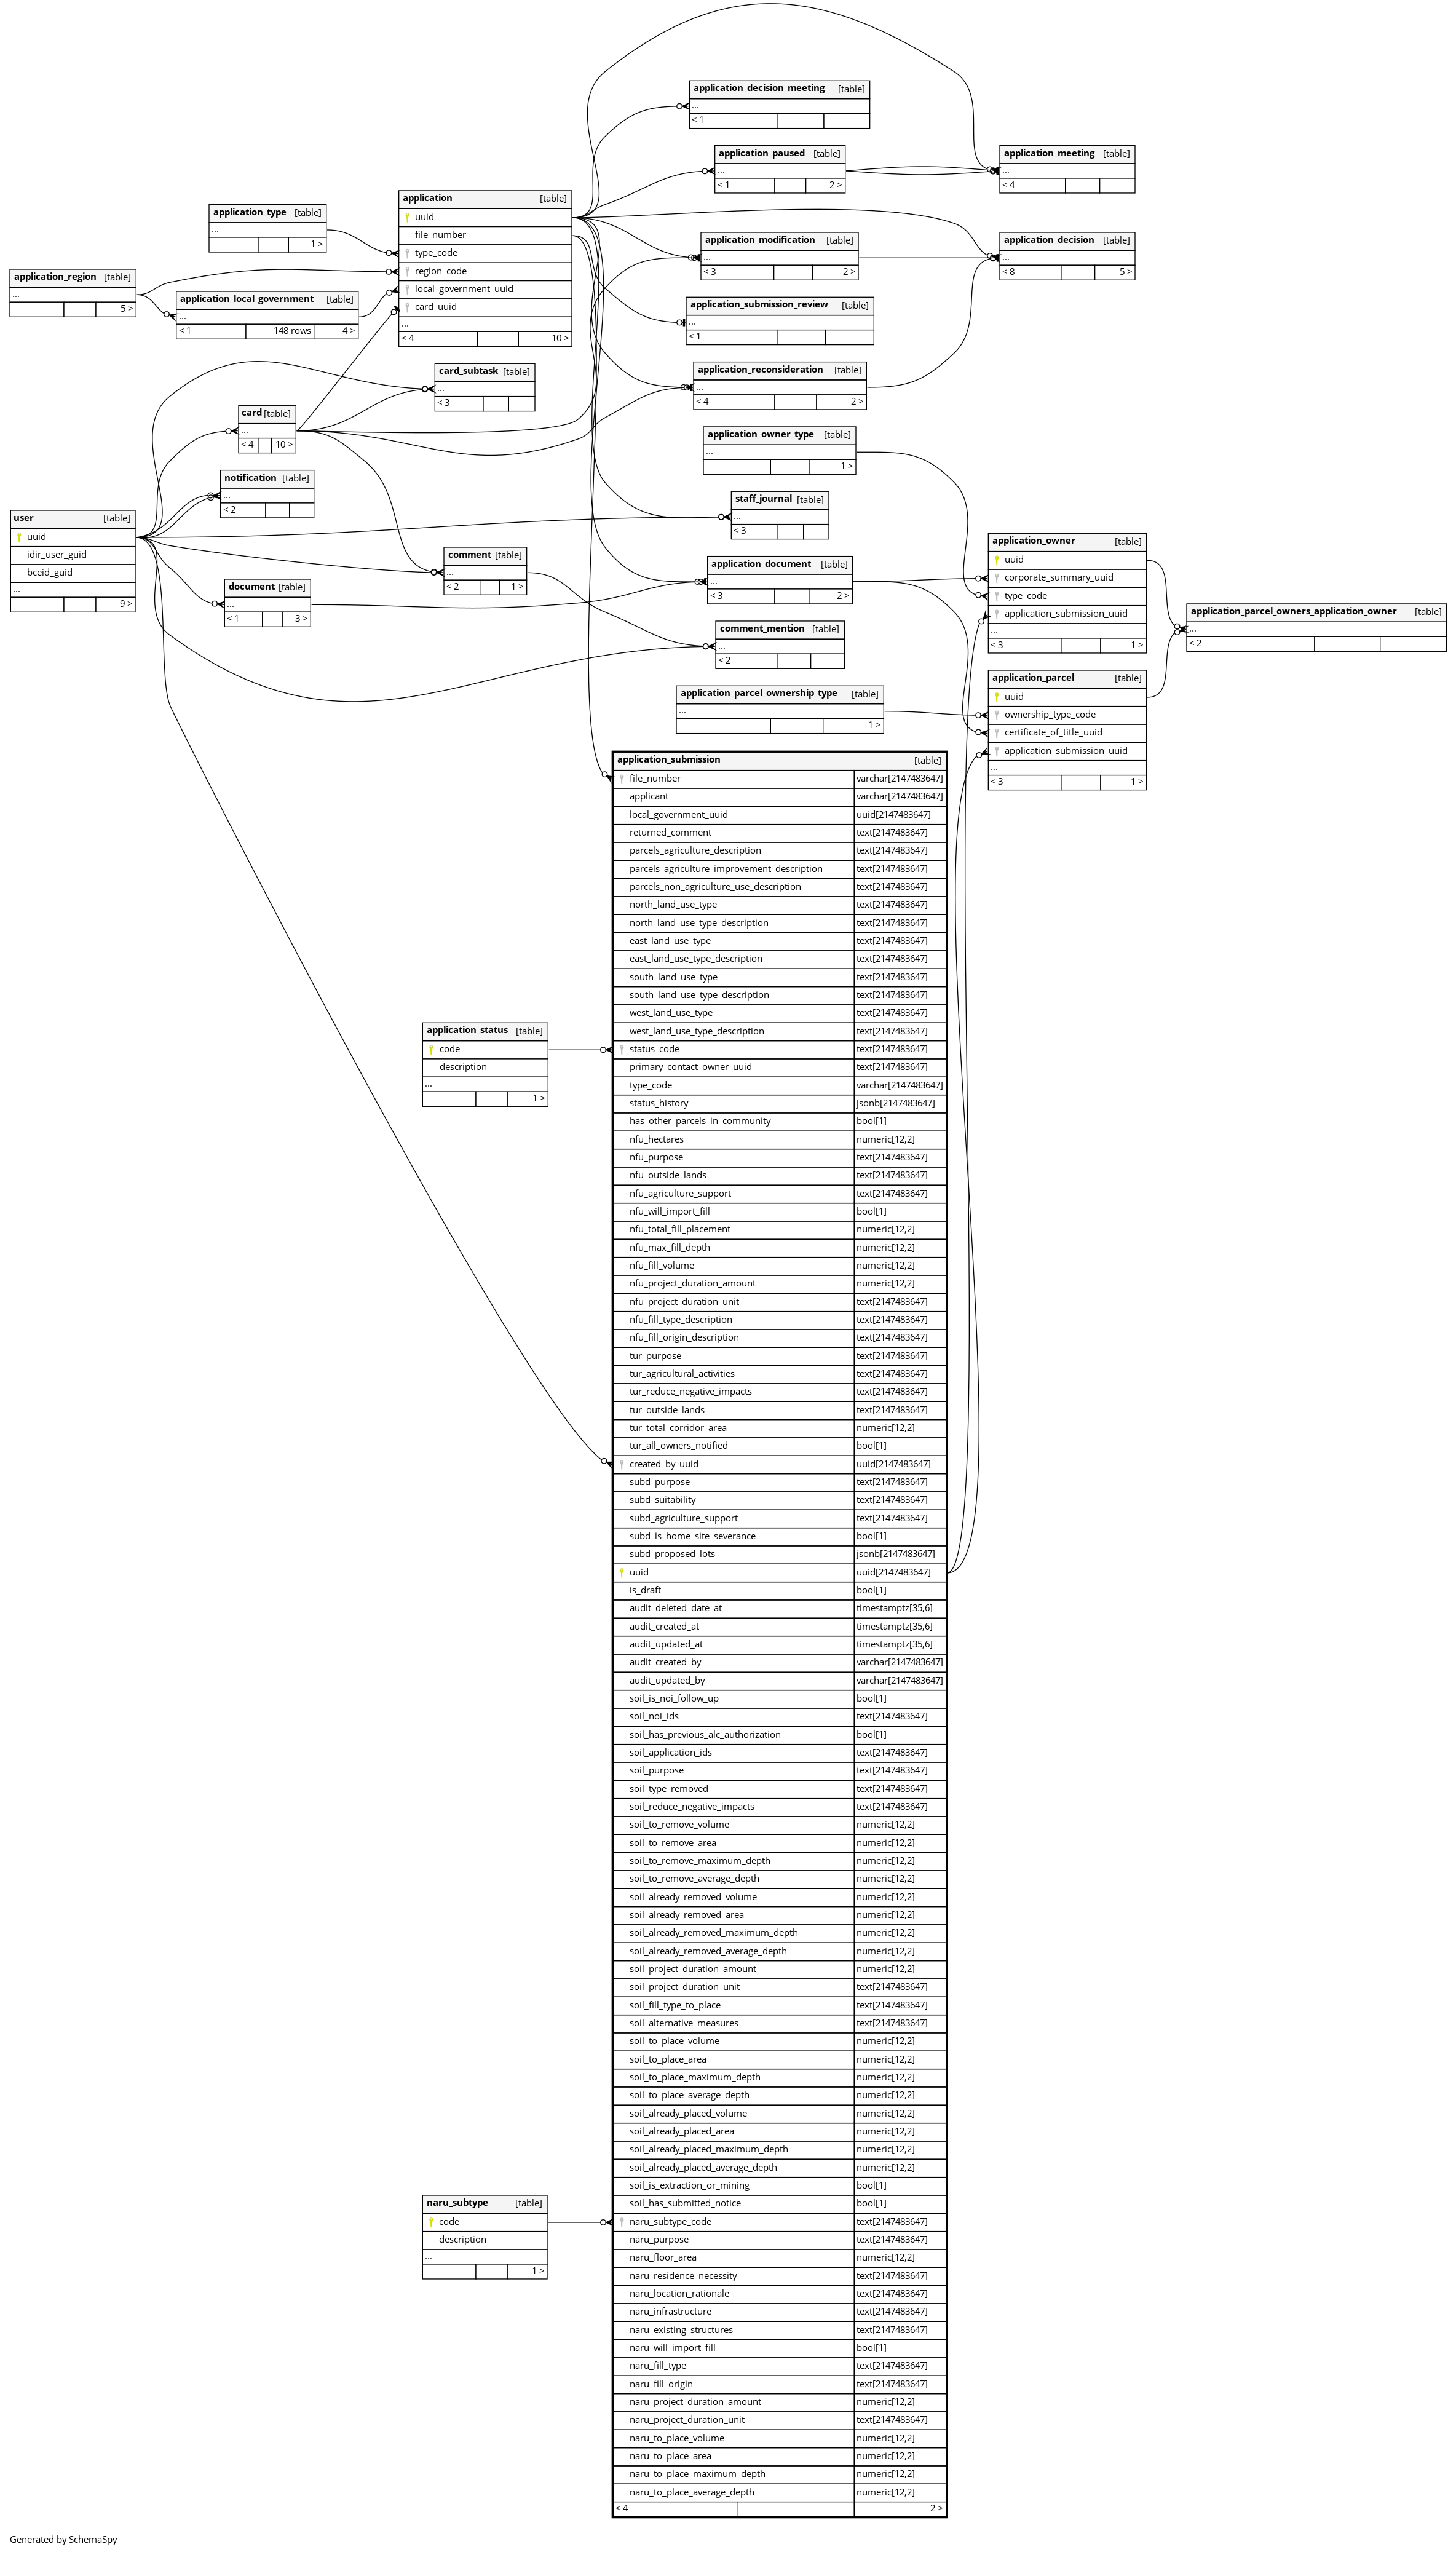 application_decision_meeting [table]
...
< 1
application_paused [table]
...
< 1 2 >
application_meeting [table]
...
< 4
application [table]
uuid
file_number
type_code
region_code
local_government_uuid
card_uuid
...
< 4 10 >
application_type [table]
...
1 >
application_modification [table]
...
< 3 2 >
application_decision [table]
...
< 8 5 >
application_region [table]
...
5 >
application_local_government [table]
...
< 1 148 rows 4 >
application_submission_review [table]
...
< 1
card_subtask [table]
...
< 3
application_reconsideration [table]
...
< 4 2 >
card [table]
...
< 4 10 >
application_owner_type [table]
...
1 >
notification [table]
...
< 2
staff_journal [table]
...
< 3
user [table]
uuid
idir_user_guid
bceid_guid
...
9 >
comment [table]
...
< 2 1 >
application_document [table]
...
< 3 2 >
application_owner [table]
uuid
corporate_summary_uuid
type_code
application_submission_uuid
...
< 3 1 >
document [table]
...
< 1 3 >
application_parcel_owners_application_owner [table]
...
< 2
comment_mention [table]
...
< 2
application_parcel_ownership_type [table]
...
1 >
application_parcel [table]
uuid
ownership_type_code
certificate_of_title_uuid
application_submission_uuid
...
< 3 1 >
application_submission [table]
file_number varchar[2147483647]
applicant varchar[2147483647]
local_government_uuid uuid[2147483647]
returned_comment text[2147483647]
parcels_agriculture_description text[2147483647]
parcels_agriculture_improvement_description text[2147483647]
parcels_non_agriculture_use_description text[2147483647]
north_land_use_type text[2147483647]
north_land_use_type_description text[2147483647]
east_land_use_type text[2147483647]
east_land_use_type_description text[2147483647]
south_land_use_type text[2147483647]
south_land_use_type_description text[2147483647]
west_land_use_type text[2147483647]
west_land_use_type_description text[2147483647]
status_code text[2147483647]
primary_contact_owner_uuid text[2147483647]
type_code varchar[2147483647]
status_history jsonb[2147483647]
has_other_parcels_in_community bool[1]
nfu_hectares numeric[12,2]
nfu_purpose text[2147483647]
nfu_outside_lands text[2147483647]
nfu_agriculture_support text[2147483647]
nfu_will_import_fill bool[1]
nfu_total_fill_placement numeric[12,2]
nfu_max_fill_depth numeric[12,2]
nfu_fill_volume numeric[12,2]
nfu_project_duration_amount numeric[12,2]
nfu_project_duration_unit text[2147483647]
nfu_fill_type_description text[2147483647]
nfu_fill_origin_description text[2147483647]
tur_purpose text[2147483647]
tur_agricultural_activities text[2147483647]
tur_reduce_negative_impacts text[2147483647]
tur_outside_lands text[2147483647]
tur_total_corridor_area numeric[12,2]
tur_all_owners_notified bool[1]
created_by_uuid uuid[2147483647]
subd_purpose text[2147483647]
subd_suitability text[2147483647]
subd_agriculture_support text[2147483647]
subd_is_home_site_severance bool[1]
subd_proposed_lots jsonb[2147483647]
uuid uuid[2147483647]
is_draft bool[1]
audit_deleted_date_at timestamptz[35,6]
audit_created_at timestamptz[35,6]
audit_updated_at timestamptz[35,6]
audit_created_by varchar[2147483647]
audit_updated_by varchar[2147483647]
soil_is_noi_follow_up bool[1]
soil_noi_ids text[2147483647]
soil_has_previous_alc_authorization bool[1]
soil_application_ids text[2147483647]
soil_purpose text[2147483647]
soil_type_removed text[2147483647]
soil_reduce_negative_impacts text[2147483647]
soil_to_remove_volume numeric[12,2]
soil_to_remove_area numeric[12,2]
soil_to_remove_maximum_depth numeric[12,2]
soil_to_remove_average_depth numeric[12,2]
soil_already_removed_volume numeric[12,2]
soil_already_removed_area numeric[12,2]
soil_already_removed_maximum_depth numeric[12,2]
soil_already_removed_average_depth numeric[12,2]
soil_project_duration_amount numeric[12,2]
soil_project_duration_unit text[2147483647]
soil_fill_type_to_place text[2147483647]
soil_alternative_measures text[2147483647]
soil_to_place_volume numeric[12,2]
soil_to_place_area numeric[12,2]
soil_to_place_maximum_depth numeric[12,2]
soil_to_place_average_depth numeric[12,2]
soil_already_placed_volume numeric[12,2]
soil_already_placed_area numeric[12,2]
soil_already_placed_maximum_depth numeric[12,2]
soil_already_placed_average_depth numeric[12,2]
soil_is_extraction_or_mining bool[1]
soil_has_submitted_notice bool[1]
naru_subtype_code text[2147483647]
naru_purpose text[2147483647]
naru_floor_area numeric[12,2]
naru_residence_necessity text[2147483647]
naru_location_rationale text[2147483647]
naru_infrastructure text[2147483647]
naru_existing_structures text[2147483647]
naru_will_import_fill bool[1]
naru_fill_type text[2147483647]
naru_fill_origin text[2147483647]
naru_project_duration_amount numeric[12,2]
naru_project_duration_unit text[2147483647]
naru_to_place_volume numeric[12,2]
naru_to_place_area numeric[12,2]
naru_to_place_maximum_depth numeric[12,2]
naru_to_place_average_depth numeric[12,2]
< 4 2 >
application_status [table]
code
description
...
1 >
naru_subtype [table]
code
description
...
1 >
Generated by SchemaSpy